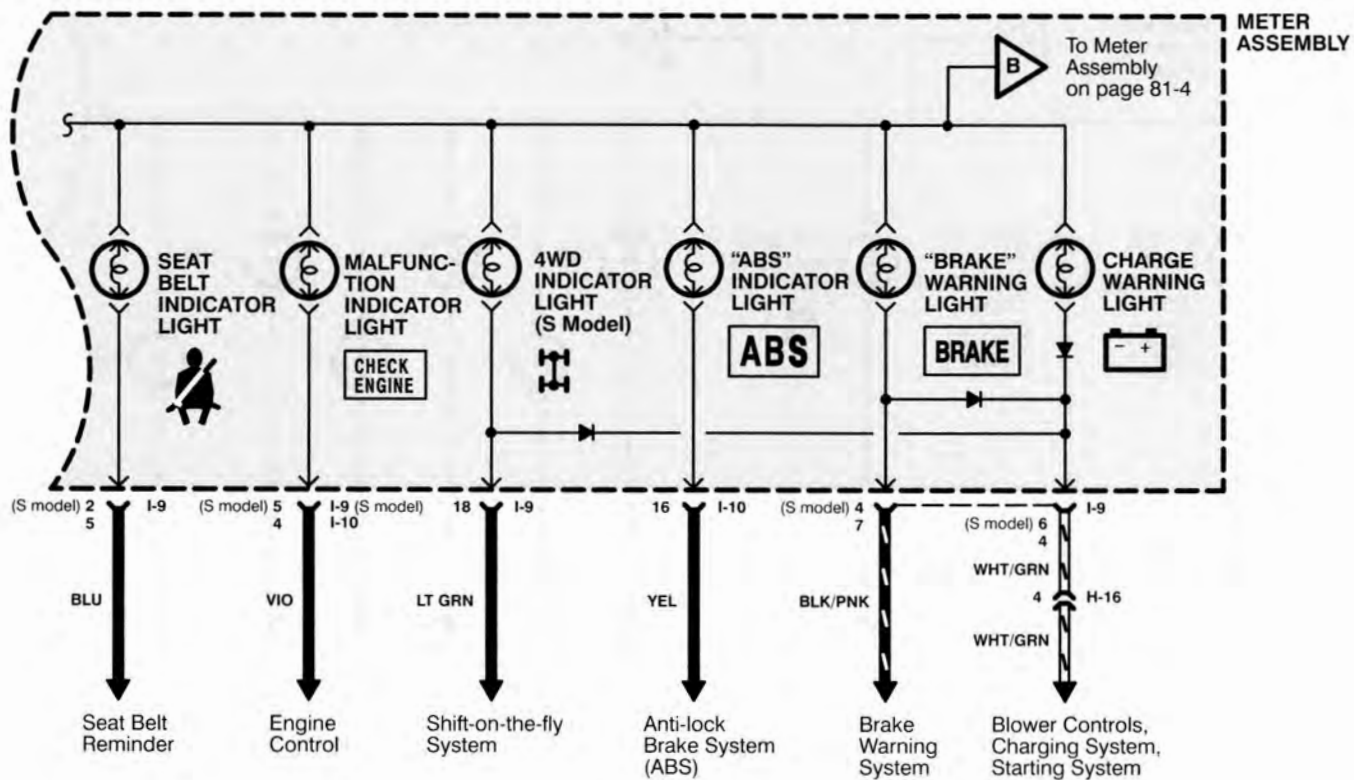 METER
ASSEMBLY
B
To Meter
Assembly
on page 81-4
SEAT
BELT
INDICATOR
LIGHT
MALFUNC-
TION
INDICATOR
LIGHT
CHECK
ENGINE
4WD
INDICATOR
LIGHT
(S Model)
"ABS"
INDICATOR
LIGHT
ABS
"BRAKE"
WARNING
LIGHT
BRAKE
CHARGE
WARNING
LIGHT
- +
(S model) 2 I-9
5
(S model) 5 I-9 (S model)
4 I-10
18 I-9
16 I-10
(S model) 4
7
I-9
(S model) 6
4
BLU
VIO
LT GRN
YEL
BLK/PNK
WHT/GRN
4 H-16
WHT/GRN
Seat Belt
Reminder
Engine
Control
Shift-on-the-fly
System
Anti-lock
Brake System
(ABS)
Brake
Warning
System
Blower Controls,
Charging System,
Starting System